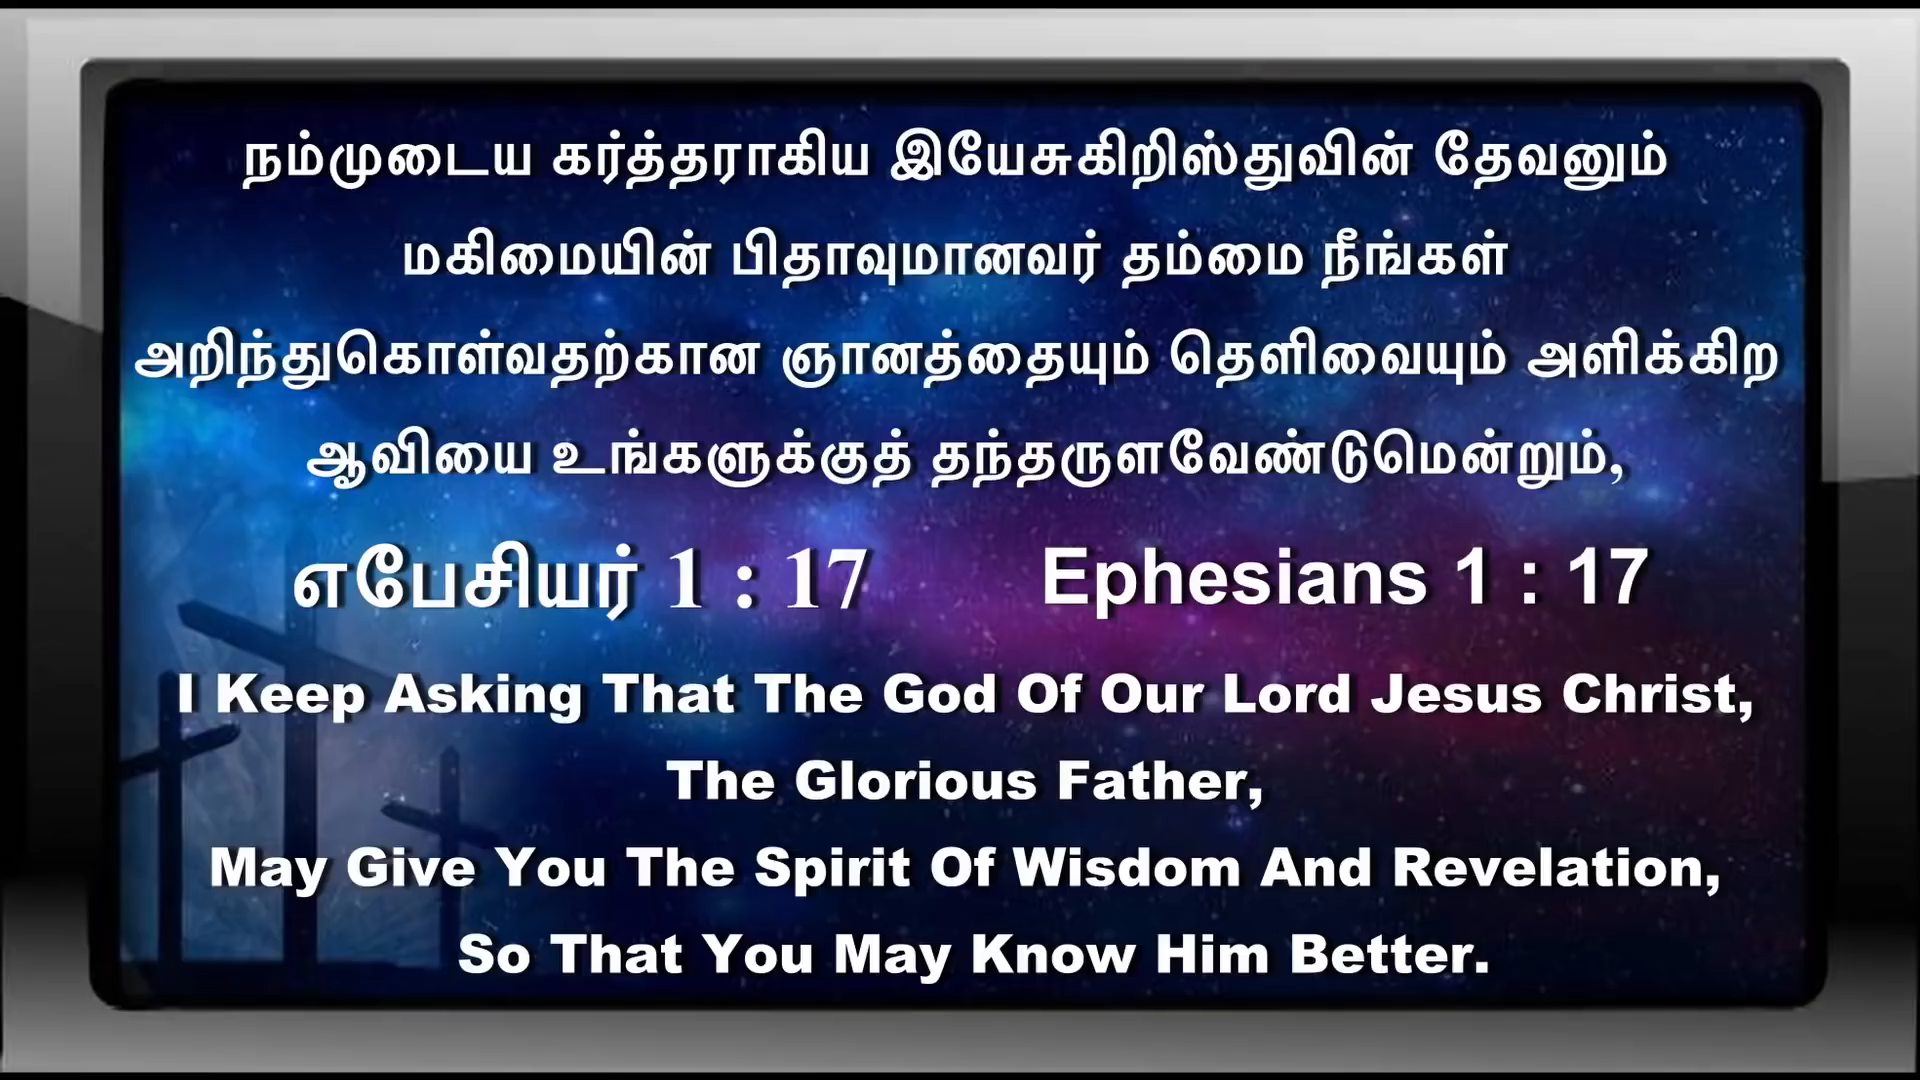 நம்முடைய கர்த்தராகிய இயேசுகிறிஸ்துவின் தேவனும்
மகிமையின் பிதாவுமானவர் தம்மை நீங்கள்
அறிந்துகொள்வதற்கான ஞானத்தையும் தெளிவையும் அளிக்கிற
ஆவியை உங்களுக்குத் தந்தருளவேண்டுமென்றும்,
எபேசியர் 1 : 17 Ephesians 1 : 17
I Keep Asking That The God Of Our Lord Jesus Christ,
The Glorious Father,
May Give You The Spirit Of Wisdom And Revelation,
So That You May Know Him Better.